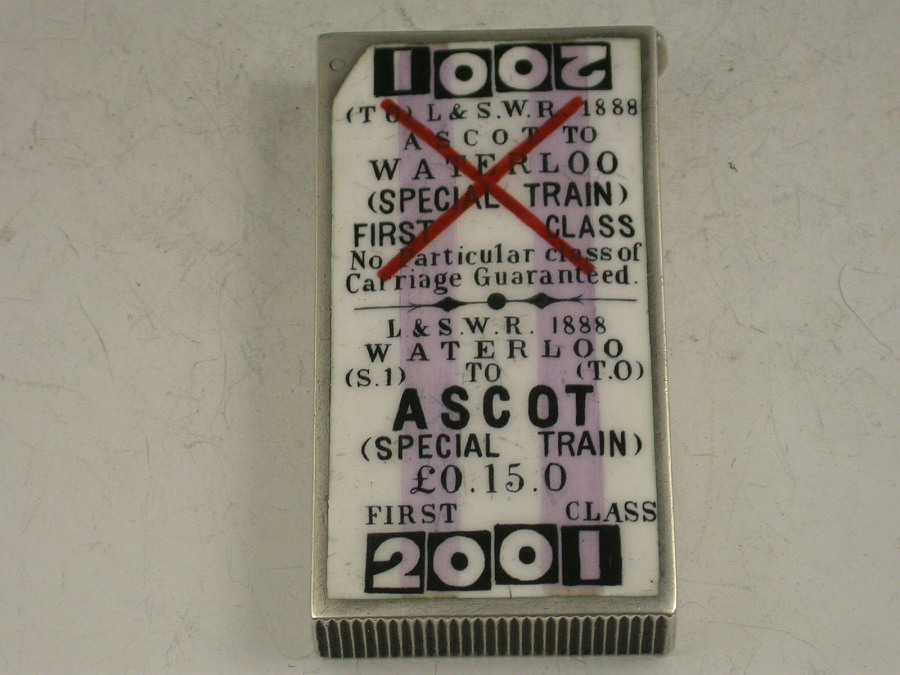 2001
(TO) L & S.W.R. 1888
ASCOT TO
WATERLOO
(SPECIAL TRAIN)
FIRST CLASS
No Particular class of
Carriage Guaranteed.
L & S.W.R. 1888
WATERLOO
(S.1) TO (T.O)
ASCOT
(SPECIAL TRAIN)
£0.15.0
FIRST CLASS
2001